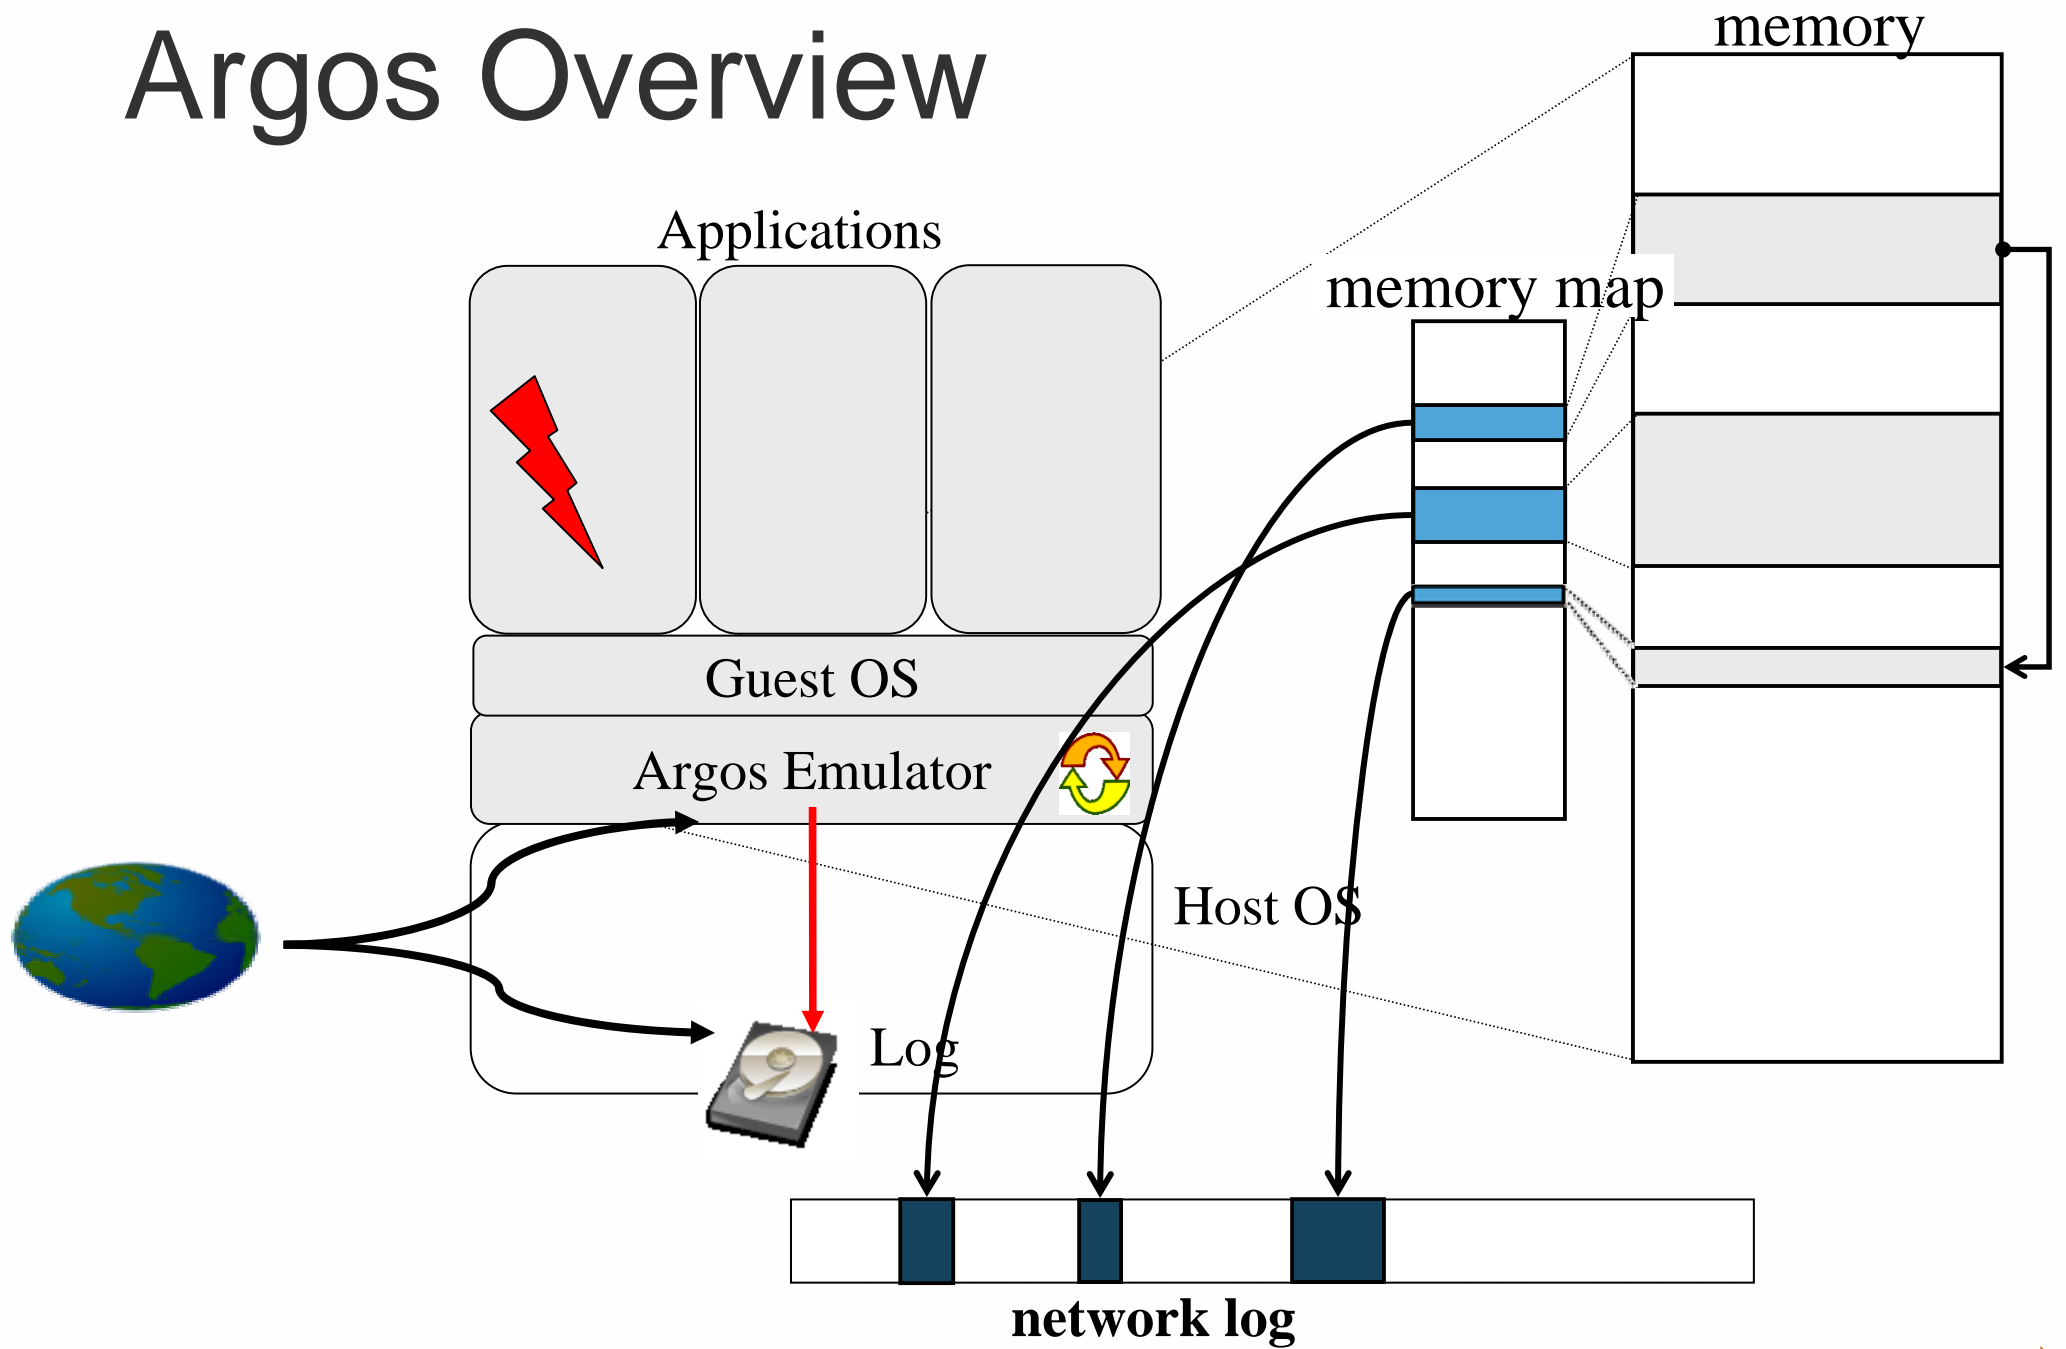 Argos Overview
memory
Applications
memory map
Guest OS
Argos Emulator
Host OS
Log
network log